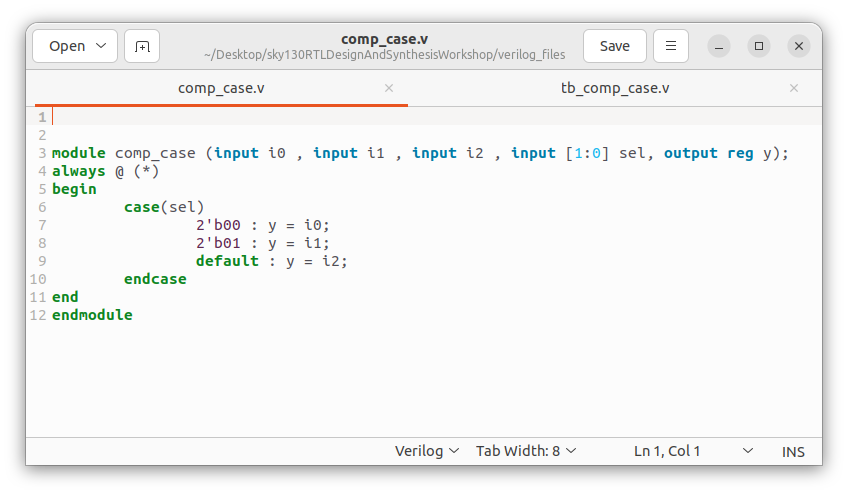 Open comp_case.v Save
~/Desktop/sky130RTLDesignAndSynthesisWorkshop/verilog_files
comp_case.v × tb_comp_case.v ×
1
2
3 module comp_case (input i0 , input i1 , input i2 , input [1:0] sel, output reg y);
4 always @ (*)
5 begin
6 case(sel)
7 2'b00 : y = i0;
8 2'b01 : y = i1;
9 default : y = i2;
10 endcase
11 end
12 endmodule
Verilog Tab Width: 8 Ln 1, Col 1 INS